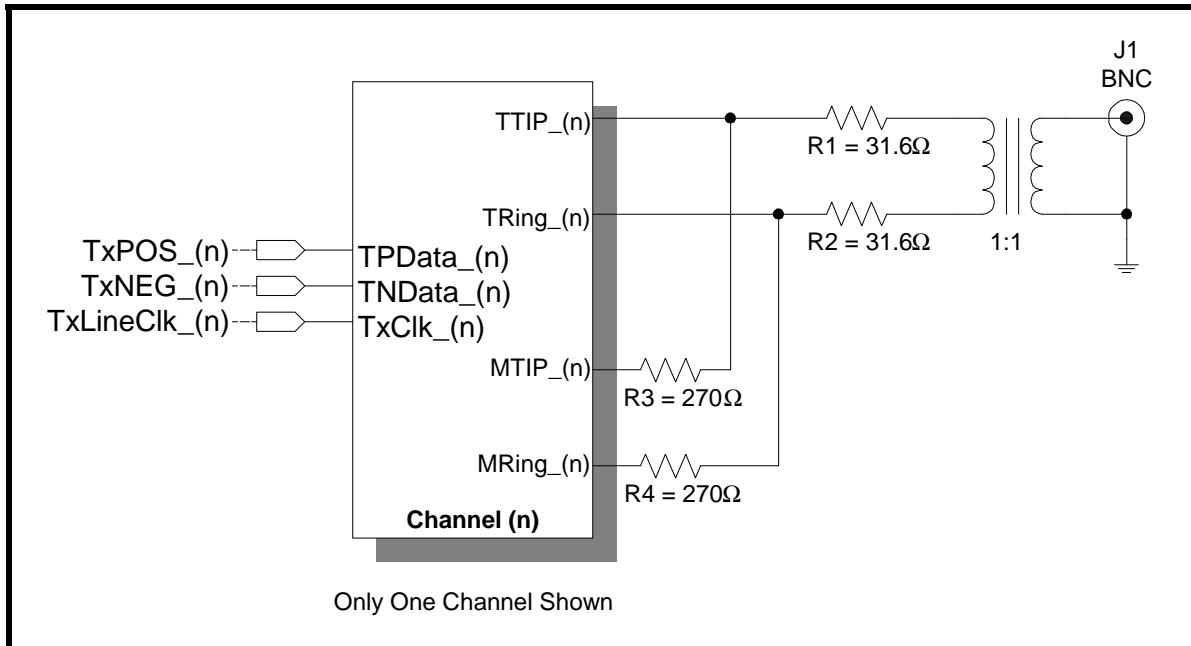 J1
BNC
TTIP_(n)
R1 = 31.6Ω
TRing_(n)
R2 = 31.6Ω
1:1
TxPOS_(n)
TPData_(n)
TxNEG_(n)
TNData_(n)
TxLineClk_(n)
TxClk_(n)
MTIP_(n)
R3 = 270Ω
MRing_(n)
R4 = 270Ω
Channel (n)
Only One Channel Shown